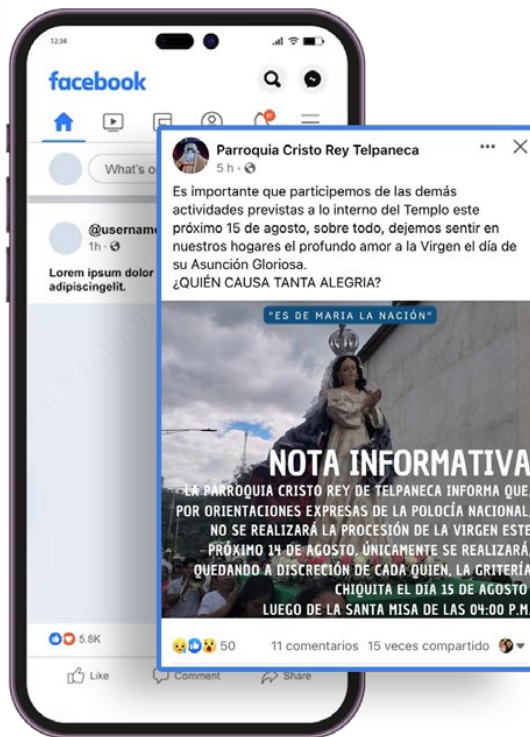 12:34
facebook
What's o
@username
1h ·
Lorem ipsum dolor
adipiscingelit.
5.8K
Like
Comment
Share
Parroquia Cristo Rey Telpaneca
5 h ·
Es importante que participemos de las demás
actividades previstas a lo interno del Templo este
próximo 15 de agosto, sobre todo, dejemos sentir en
nuestros hogares el profundo amor a la Virgen el día de
su Asunción Gloriosa.
¿QUIÉN CAUSA TANTA ALEGRIA?
"ES DE MARIA LA NACIÓN"
NOTA INFORMATIVA
LA PARROQUIA CRISTO REY DE TELPANECA INFORMA QUE,
POR ORIENTACIONES EXPRESAS DE LA POLOCÍA NACIONAL,
NO SE REALIZARÁ LA PROCESIÓN DE LA VIRGEN ESTE
PRÓXIMO 14 DE AGOSTO, ÚNICAMENTE SE REALIZARÁ,
QUEDANDO A DISCRECIÓN DE CADA QUIEN, LA GRITERÍA
CHIQUITA EL DIA 15 DE AGOSTO
LUEGO DE LA SANTA MISA DE LAS 04:00 P.M.
50
11 comentarios 15 veces compartido